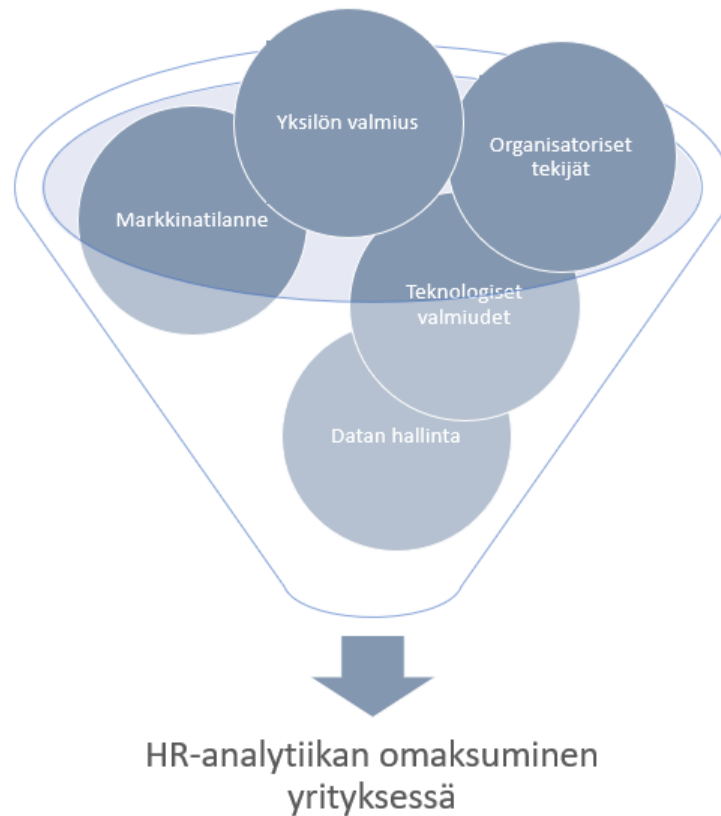 Yksilön valmius
Organisatoriset
tekijät
Markkinatilanne
Teknologiset
valmiudet
Datan hallinta
HR-analytiikan omaksuminen
yrityksessä